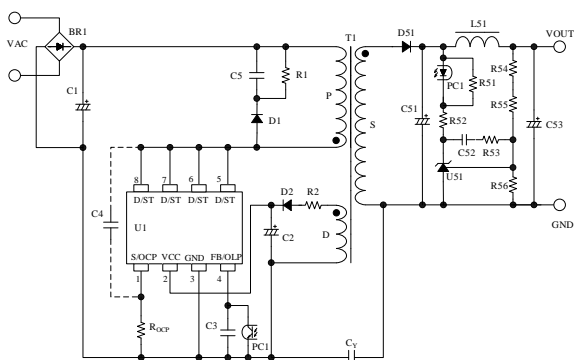 BR1
VAC
C1
C5
R1
D1
T1
P
S
D
D51
L51
VOUT
PC1
R51
R54
R55
C51
R52
C52
R53
C53
U51
R56
GND
8 7 6 5
D/ST D/ST D/ST D/ST
C4
U1
S/OCP VCC GND FB/OLP
1 2 3 4
D2
R2
C2
ROCP
C3
PC1
CY